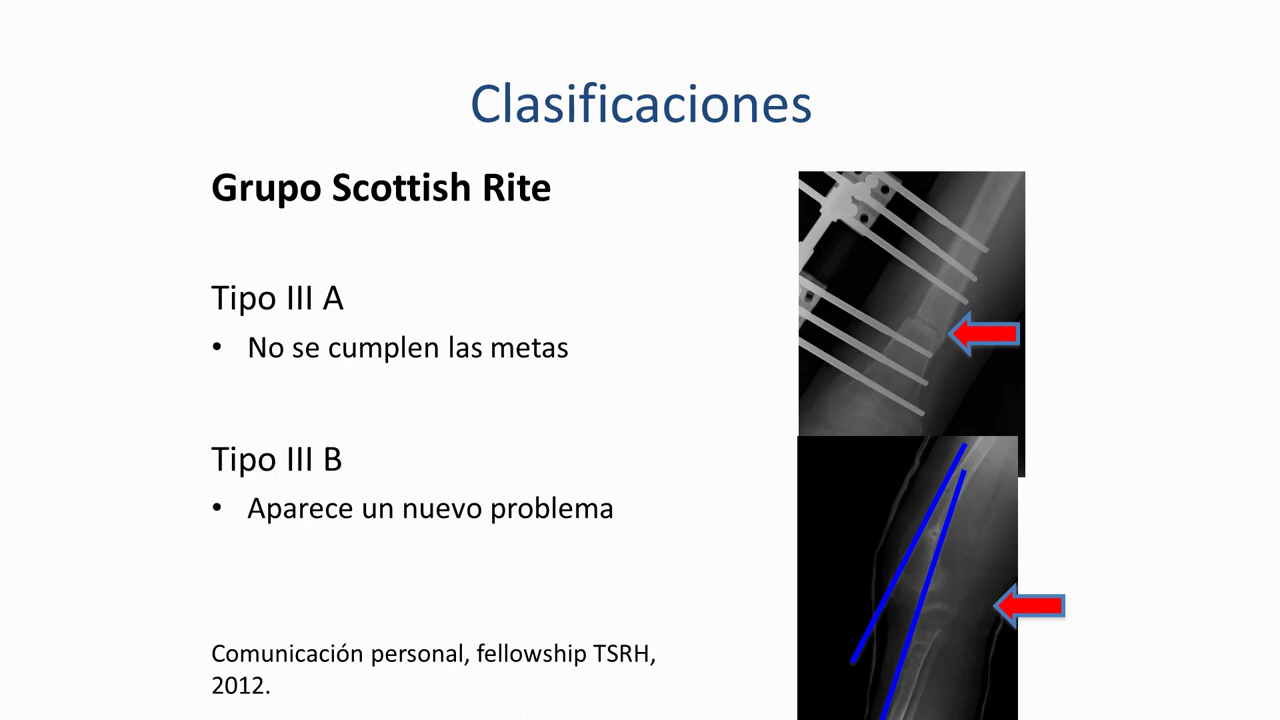 Clasificaciones
Grupo Scottish Rite
Tipo III A
• No se cumplen las metas
Tipo III B
• Aparece un nuevo problema
Comunicación personal, fellowship TSRH,
2012.